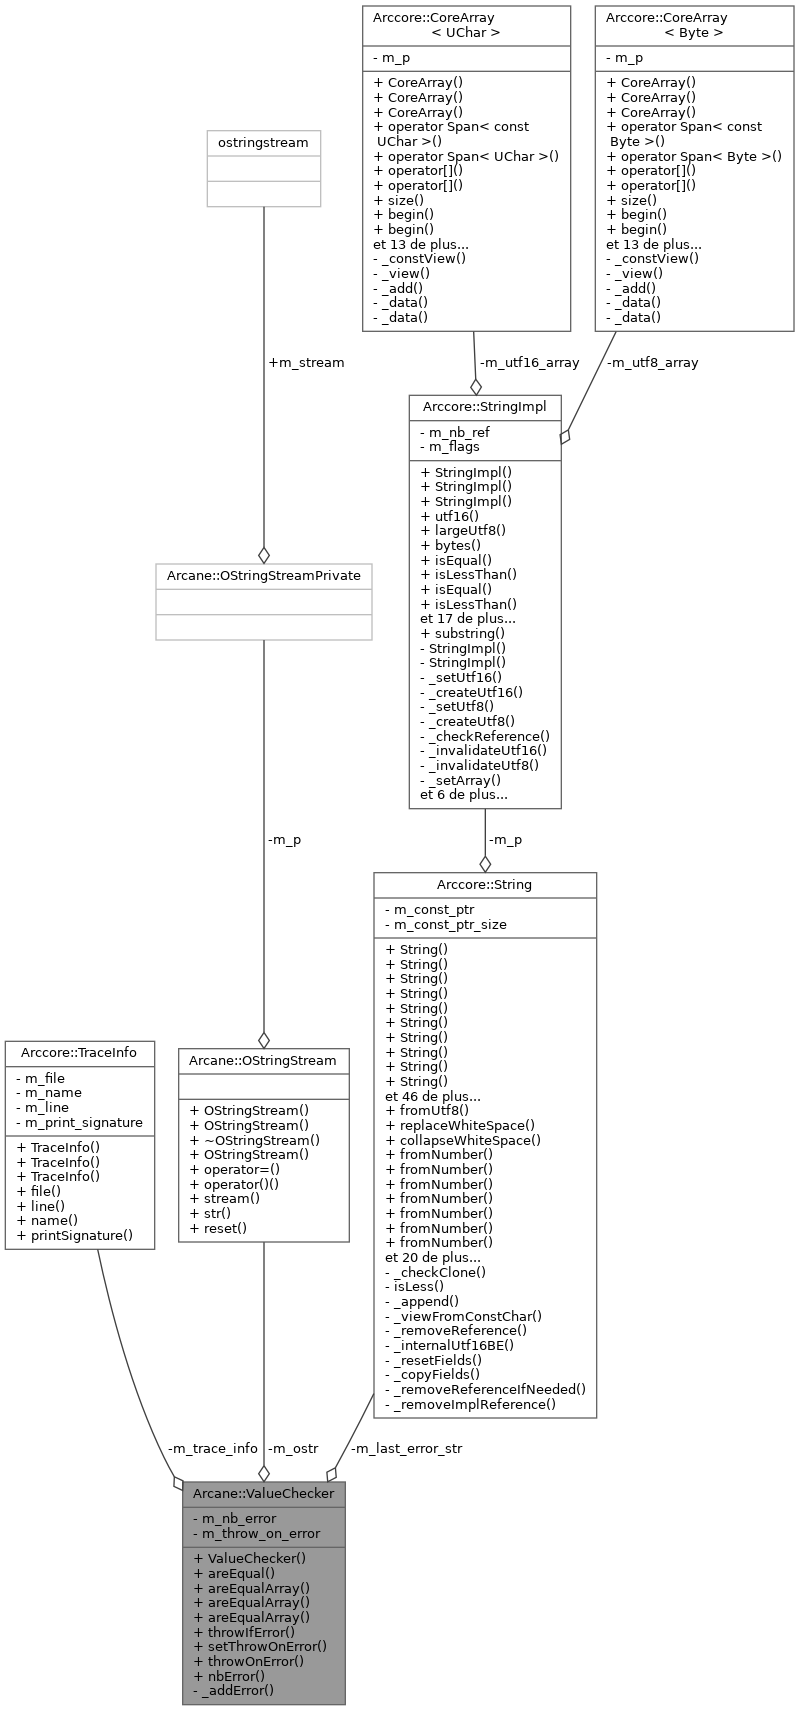 Arccore::CoreArray
< UChar >
- m_p
+ CoreArray()
+ CoreArray()
+ CoreArray()
+ operator Span< const
UChar >()
+ operator Span< UChar >()
+ operator[]()
+ operator[]()
+ size()
+ begin()
+ begin()
et 13 de plus...
- _constView()
- _view()
- _add()
- _data()
- _data()
Arccore::CoreArray
< Byte >
- m_p
+ CoreArray()
+ CoreArray()
+ CoreArray()
+ operator Span< const
Byte >()
+ operator Span< Byte >()
+ operator[]()
+ operator[]()
+ size()
+ begin()
+ begin()
et 13 de plus...
- _constView()
- _view()
- _add()
- _data()
- _data()
ostringstream
+m_stream
-m_utf16_array
-m_utf8_array
Arccore::StringImpl
- m_nb_ref
- m_flags
+ StringImpl()
+ StringImpl()
+ StringImpl()
+ utf16()
+ largeUtf8()
+ bytes()
+ isEqual()
+ isLessThan()
+ isEqual()
+ isLessThan()
et 17 de plus...
+ substring()
- StringImpl()
- StringImpl()
- _setUtf16()
- _createUtf16()
- _setUtf8()
- _createUtf8()
- _checkReference()
- _invalidateUtf16()
- _invalidateUtf8()
- _setArray()
et 6 de plus...
Arcane::OStringStreamPrivate
-m_p
-m_p
Arccore::String
- m_const_ptr
- m_const_ptr_size
+ String()
+ String()
+ String()
+ String()
+ String()
+ String()
+ String()
+ String()
+ String()
+ String()
et 46 de plus...
+ fromUtf8()
+ replaceWhiteSpace()
+ collapseWhiteSpace()
+ fromNumber()
+ fromNumber()
+ fromNumber()
+ fromNumber()
+ fromNumber()
+ fromNumber()
+ fromNumber()
et 20 de plus...
- _checkClone()
- isLess()
- _append()
- _viewFromConstChar()
- _removeReference()
- _internalUtf16BE()
- _resetFields()
- _copyFields()
- _removeReferenceIfNeeded()
- _removeImplReference()
Arccore::TraceInfo
- m_file
- m_name
- m_line
- m_print_signature
+ TraceInfo()
+ TraceInfo()
+ TraceInfo()
+ file()
+ line()
+ name()
+ printSignature()
Arcane::OStringStream
+ OStringStream()
+ OStringStream()
+ ~OStringStream()
+ OStringStream()
+ operator=()
+ operator()()
+ stream()
+ str()
+ reset()
-m_trace_info
-m_ostr
-m_last_error_str
Arcane::ValueChecker
- m_nb_error
- m_throw_on_error
+ ValueChecker()
+ areEqual()
+ areEqualArray()
+ areEqualArray()
+ areEqualArray()
+ throwIfError()
+ setThrowOnError()
+ throwOnError()
+ nbError()
- _addError()